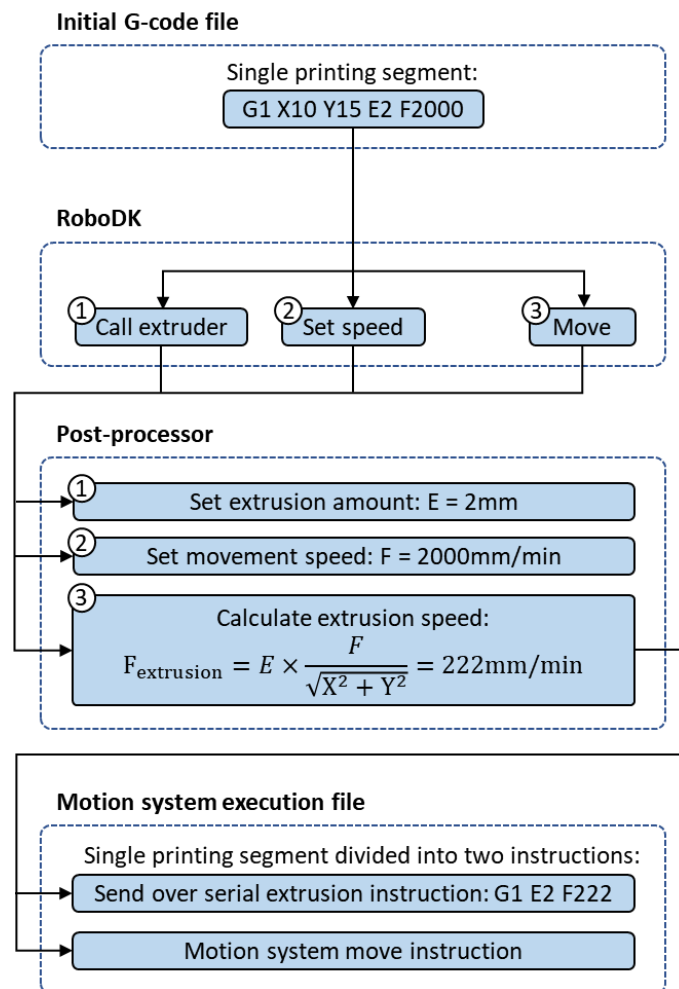 Initial G-code file
Single printing segment:
G1 X10 Y15 E2 F2000
RoboDK
1 Call extruder
2 Set speed
3 Move
Post-processor
1 Set extrusion amount: E = 2mm
2 Set movement speed: F = 2000mm/min
3 Calculate extrusion speed:
F_extrusion = E × F / √(X² + Y²) = 222mm/min
Motion system execution file
Single printing segment divided into two instructions:
Send over serial extrusion instruction: G1 E2 F222
Motion system move instruction